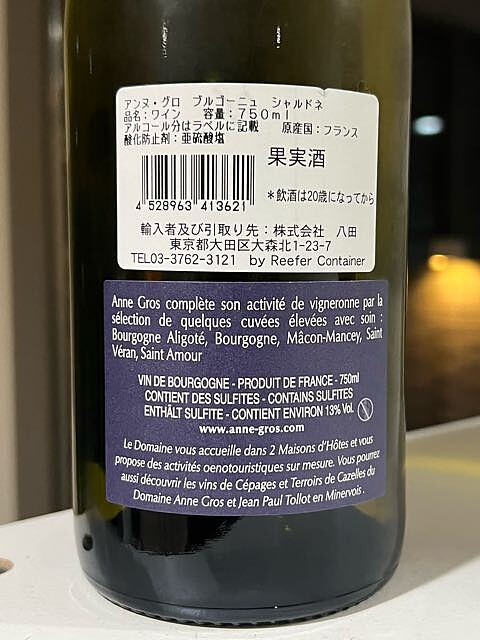 アンヌ・グロ ブルゴーニュ シャルドネ
品名：ワイン 容量：７５０ｍｌ
アルコール分はラベルに記載 原産国：フランス
酸化防止剤：亜硫酸塩
果実酒
4 528963 413621
＊飲酒は20歳になってから
輸入者及び引取り先：株式会社 八田
東京都大田区大森北1-23-7
TEL03-3762-3121 by Reefer Container
Anne Gros complète son activité de vigneronne par la
sélection de quelques cuvées élevées avec soin :
Bourgogne Aligoté, Bourgogne, Mâcon-Mancey, Saint
Véran, Saint Amour
VIN DE BOURGOGNE - PRODUIT DE FRANCE - 750ml
CONTIENT DES SULFITES - CONTAINS SULFITES
ENTHÄLT SULFITE - CONTIENT ENVIRON 13% Vol.
www.anne-gros.com
Le Domaine vous accueille dans 2 Maisons d'Hôtes et vous
propose des activités oenotouristiques sur mesure. Vous pourrez
aussi découvrir les vins de Cépages et Terroirs de Cazelles du
Domaine Anne Gros et Jean Paul Tollot en Minervois.